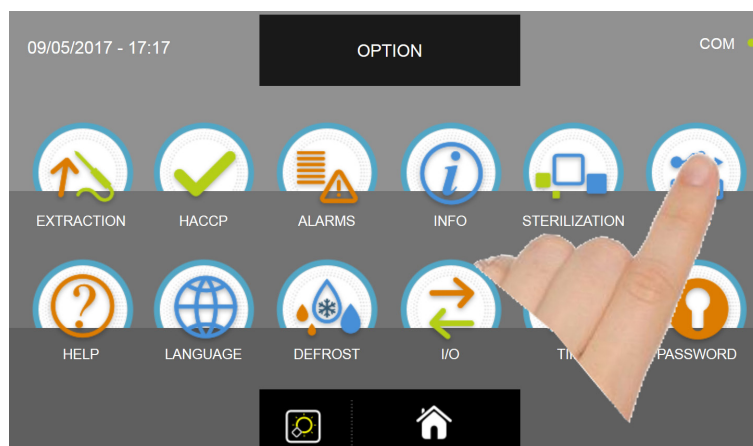 09/05/2017 - 17:17
OPTION
COM
EXTRACTION
HACCP
ALARMS
INFO
STERILIZATION
HELP
LANGUAGE
DEFROST
I/O
PASSWORD